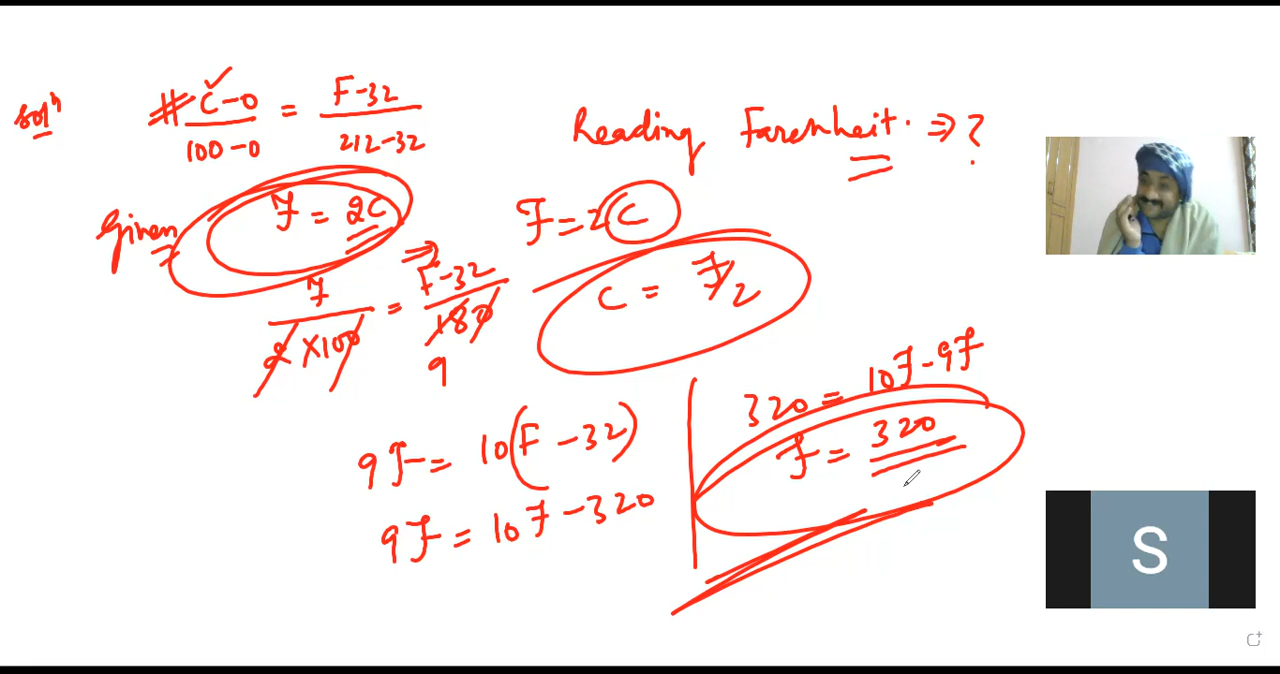 Solⁿ
# C-0 / 100-0 = F-32 / 212-32
Reading Farenheit. ⇒ ?
Given F = 2C
F = 2C
⇒
F / 2×100 = F-32 / 180
9
C = F/2
9F = 10(F - 32)
9F = 10F - 320
320 = 10F - 9F
F = 320
S